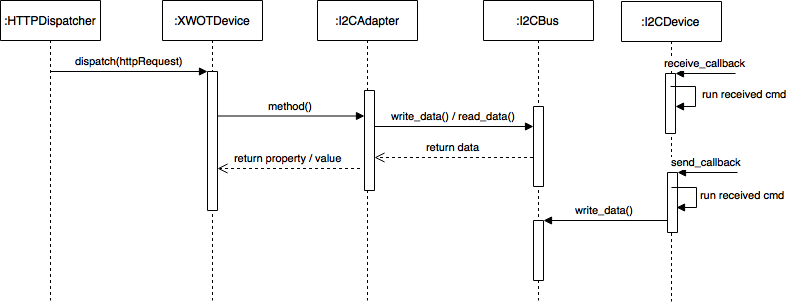 :HTTPDispatcher
:XWOTDevice
:I2CAdapter
:I2CBus
:I2CDevice
dispatch(httpRequest)
receive_callback
run received cmd
method()
write_data() / read_data()
return data
return property / value
send_callback
run received cmd
write_data()